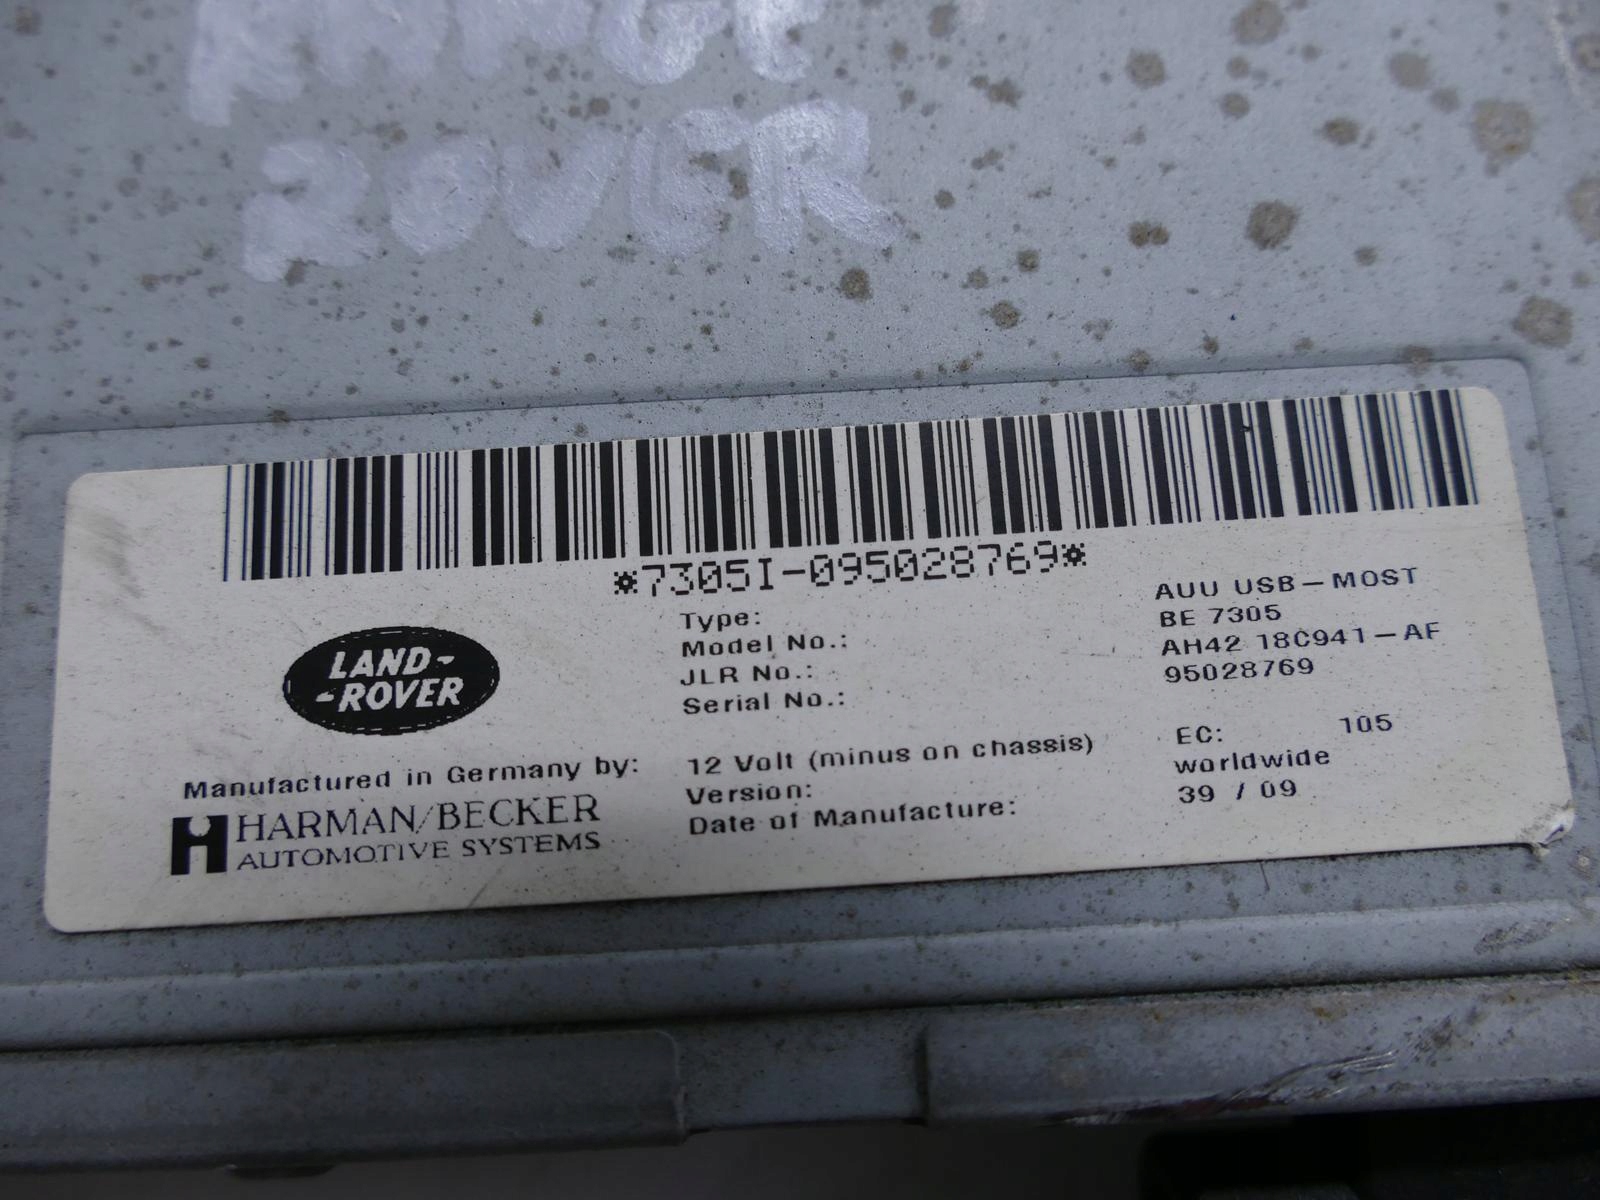 RANGE
ROVER
*7305I-095028769*
LAND-
-ROVER
Type: AUU USB-MOST
Model No.: BE 7305
JLR No.: AH42 18C941-AF
Serial No.: 95028769
EC: 105
Manufactured in Germany by:
HARMAN/BECKER
AUTOMOTIVE SYSTEMS
12 Volt (minus on chassis)
Version: worldwide
Date of Manufacture: 39 / 09